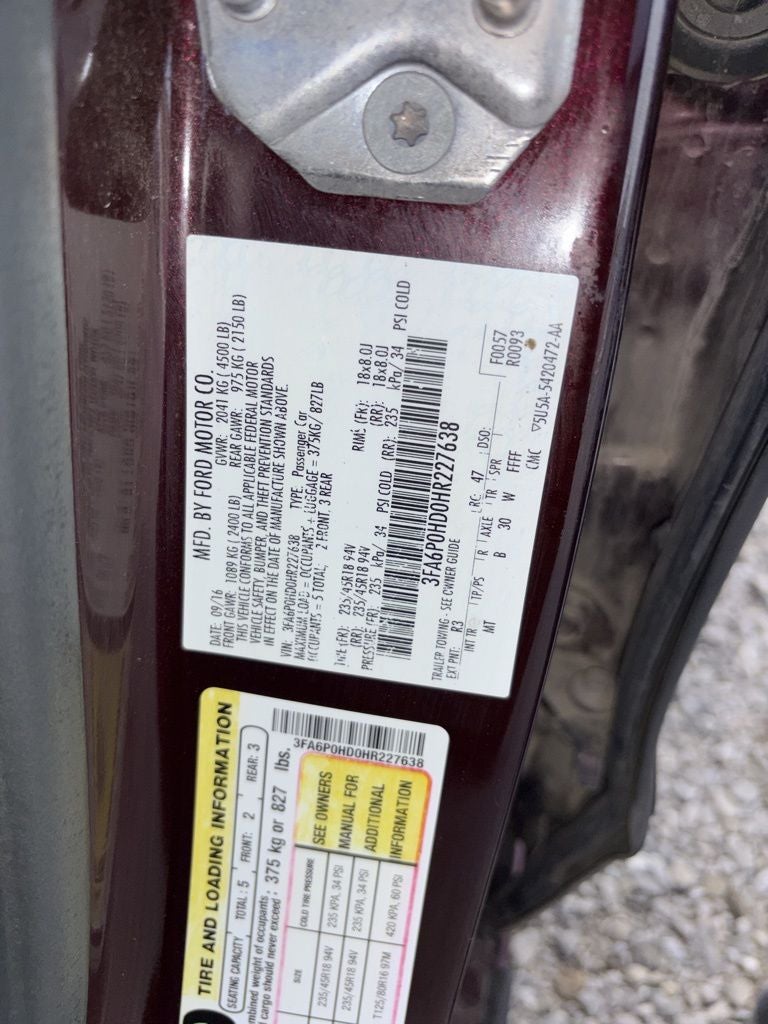 MFD. BY FORD MOTOR CO.
DATE: 09/16 GVWR: 2041 KG ( 4500 LB)
FRONT GAWR: 1089 KG ( 2400 LB) REAR GAWR: 975 KG ( 2150 LB)
THIS VEHICLE CONFORMS TO ALL APPLICABLE FEDERAL MOTOR
VEHICLE SAFETY, BUMPER, AND THEFT PREVENTION STANDARDS
IN EFFECT ON THE DATE OF MANUFACTURE SHOWN ABOVE.
VIN: 3FA6P0HD0HR227638 TYPE: Passenger Car
MAXIMUM LOAD = OCCUPANTS + LUGGAGE = 375KG/ 827LB
OCCUPANTS = 5 TOTAL: 2 FRONT, 3 REAR
(FR): 235/45R18 94V RIMS (FR): 18x8.0J
(RR): 235/45R18 94V (RR): 18x8.0J
PRESSURE (FR): 235 kPa/ 34 PSI COLD (RR): 235 kPa/ 34 PSI COLD
3FA6P0HD0HR227638
TRAILER TOWING - SEE OWNER GUIDE
EXT PNT: R3 RC: 47 DSO: F0057
INT TR TP/PS R AXLE TR SPR R0093
MT B 30 W FFFF
CMC ▽5U5A-5420472-AA
TIRE AND LOADING INFORMATION
SEATING CAPACITY TOTAL : 5 FRONT: 2 REAR: 3
weight of occupants
cargo should never exceed : 375 kg or 827 lbs.
3FA6P0HD0HR227638
SIZE COLD TIRE PRESSURE
235/45R18 94V 235 KPA, 34 PSI
235/45R18 94V 235 KPA, 34 PSI
T125/80R16 97M 420 KPA, 60 PSI
SEE OWNERS
MANUAL FOR
ADDITIONAL
INFORMATION